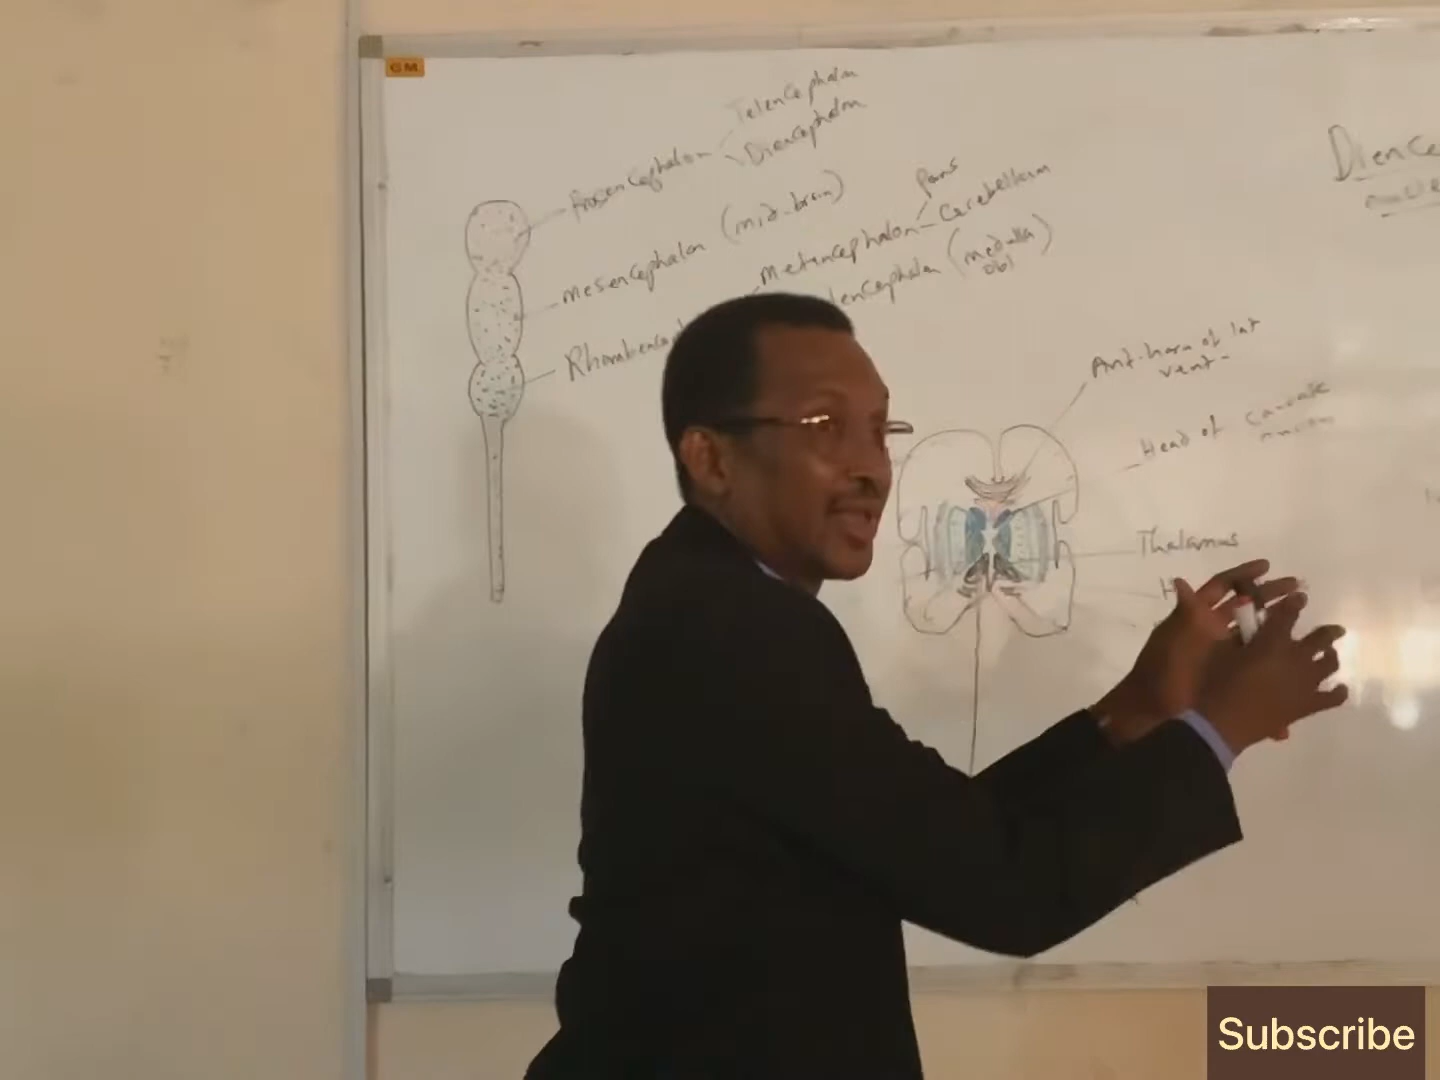 GM
Telencephalon
Diencephalon
Prosencephalon
mesencephalon (mid-brain)
Pons
Cerebellum
Metencephalon
(medulla
obl
Ant. horn of lat
vent
Head of caudate
Thalamus
Subscribe